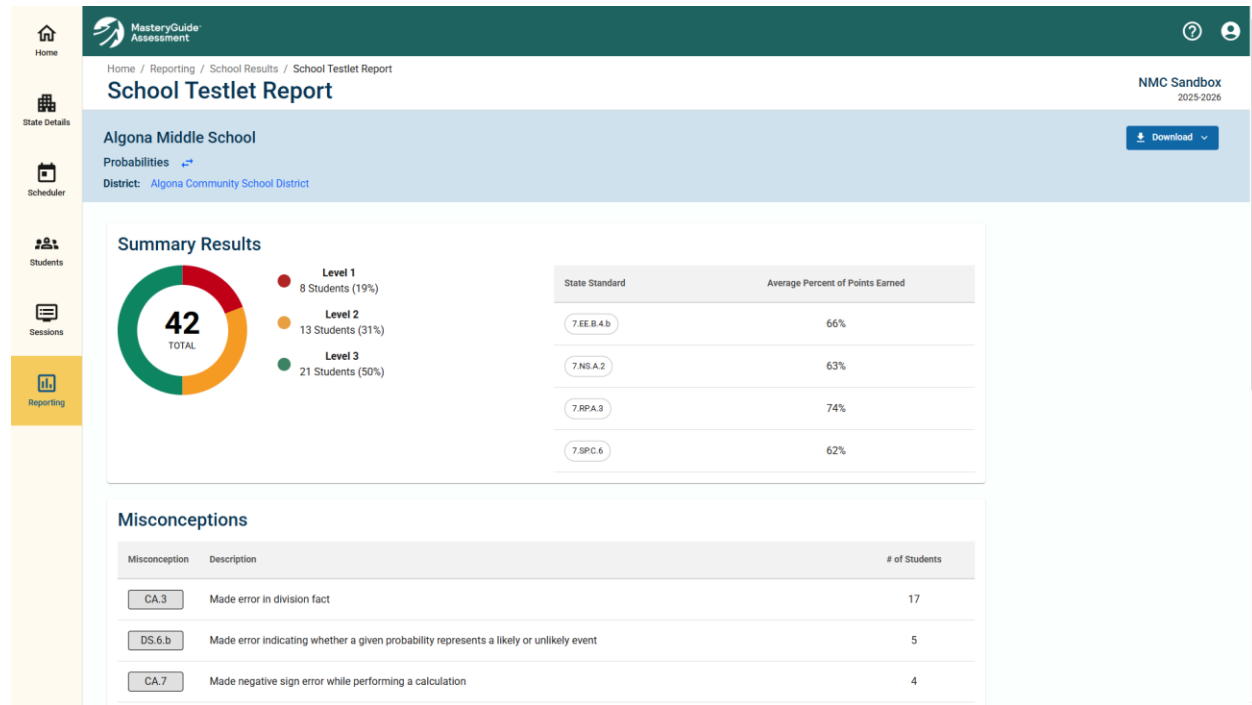 Home
State Details
Scheduler
Students
Sessions
Reporting
MasteryGuide™
Assessment
Home / Reporting / School Results / School Testlet Report
School Testlet Report
NMC Sandbox
2025-2026
Algona Middle School
Download
Probabilities
District: Algona Community School District
Summary Results
42
TOTAL
Level 1
8 Students (19%)
Level 2
13 Students (31%)
Level 3
21 Students (50%)
State Standard Average Percent of Points Earned
7.EE.B.4.b 66%
7.NS.A.2 63%
7.RP.A.3 74%
7.SP.C.6 62%
Misconceptions
Misconception Description # of Students
CA.3 Made error in division fact 17
DS.6.b Made error indicating whether a given probability represents a likely or unlikely event 5
CA.7 Made negative sign error while performing a calculation 4